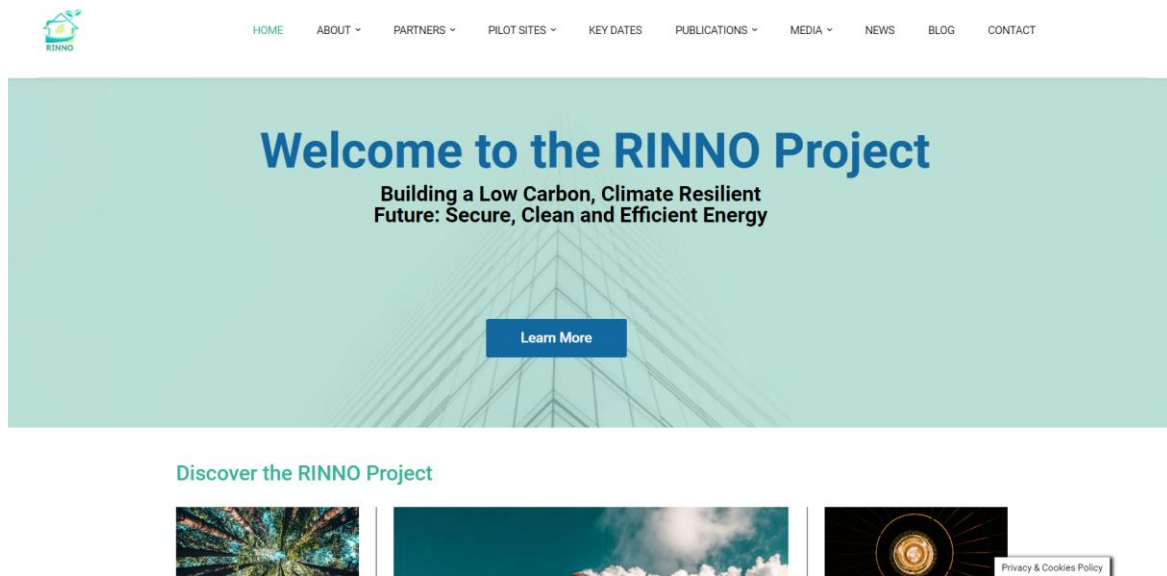 RINNO
HOME ABOUT PARTNERS PILOT SITES KEY DATES PUBLICATIONS MEDIA NEWS BLOG CONTACT
Welcome to the RINNO Project
Building a Low Carbon, Climate Resilient
Future: Secure, Clean and Efficient Energy
Learn More
Discover the RINNO Project
Privacy & Cookies Policy